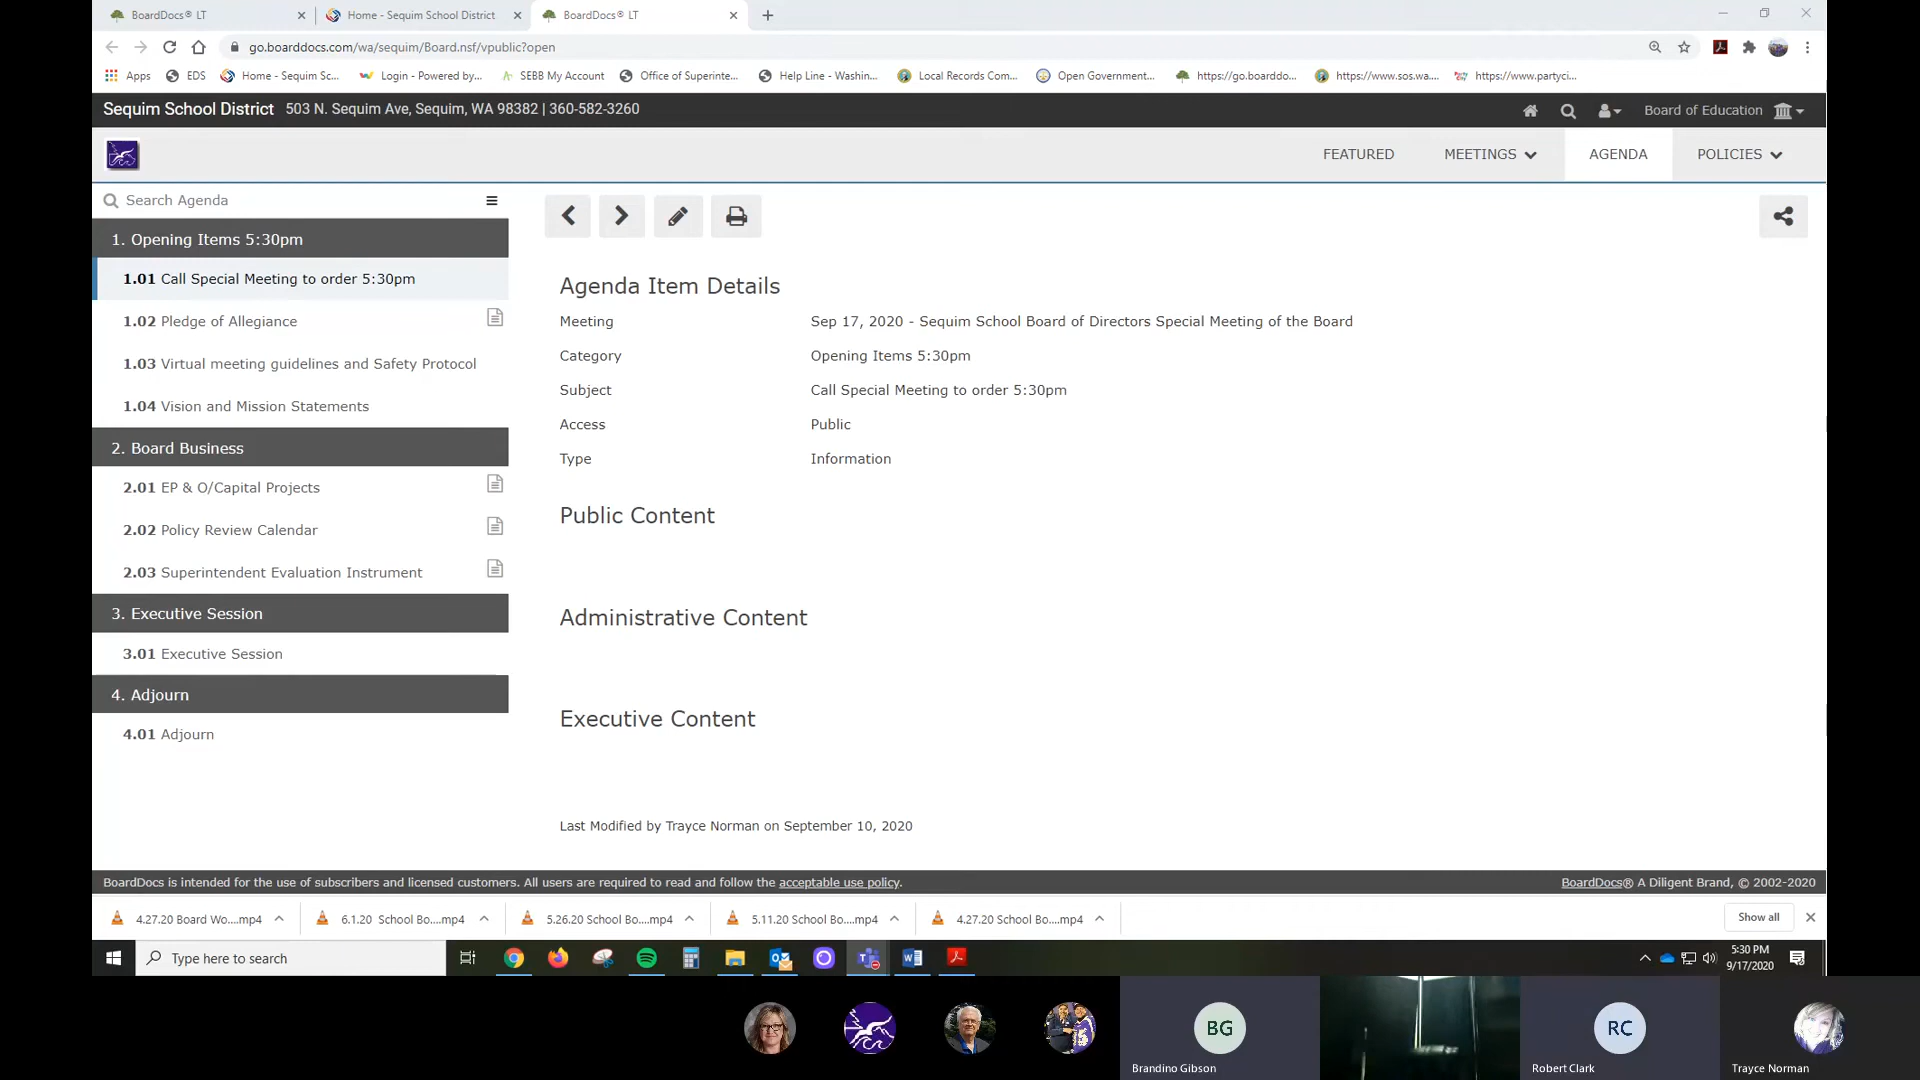 BoardDocs® LT
Home - Sequim School District
BoardDocs® LT
go.boarddocs.com/wa/sequim/Board.nsf/vpublic?open
Apps
EDS
Home - Sequim Sc...
Login - Powered by...
SEBB My Account
Office of Superinte...
Help Line - Washin...
Local Records Com...
Open Government...
https://go.boarddo...
https://www.sos.wa....
https://www.partyci...
Sequim School District 503 N. Sequim Ave, Sequim, WA 98382 | 360-582-3260
Board of Education
FEATURED
MEETINGS
AGENDA
POLICIES
Search Agenda
1. Opening Items 5:30pm
1.01 Call Special Meeting to order 5:30pm
1.02 Pledge of Allegiance
1.03 Virtual meeting guidelines and Safety Protocol
1.04 Vision and Mission Statements
2. Board Business
2.01 EP & O/Capital Projects
2.02 Policy Review Calendar
2.03 Superintendent Evaluation Instrument
3. Executive Session
3.01 Executive Session
4. Adjourn
4.01 Adjourn
Agenda Item Details
Meeting Sep 17, 2020 - Sequim School Board of Directors Special Meeting of the Board
Category Opening Items 5:30pm
Subject Call Special Meeting to order 5:30pm
Access Public
Type Information
Public Content
Administrative Content
Executive Content
Last Modified by Trayce Norman on September 10, 2020
BoardDocs is intended for the use of subscribers and licensed customers. All users are required to read and follow the acceptable use policy.
BoardDocs® A Diligent Brand, © 2002-2020
4.27.20 Board Wo....mp4
6.1.20 School Bo....mp4
5.26.20 School Bo....mp4
5.11.20 School Bo....mp4
4.27.20 School Bo....mp4
Show all
Type here to search
5:30 PM
9/17/2020
BG
Brandino Gibson
RC
Robert Clark
Trayce Norman